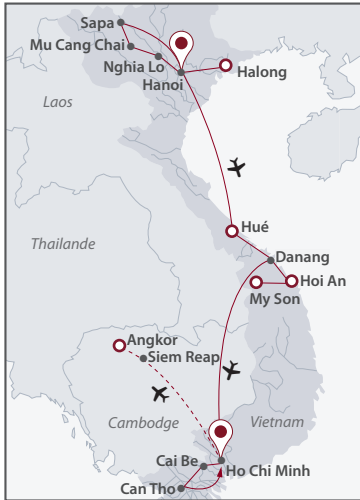 Sapa
Mu Cang Chai
Nghia Lo
Hanoi
Halong
Laos
Hué
Thailande
Danang
Hoi An
My Son
Angkor
Siem Reap
Cambodge
Vietnam
Cai Be
Ho Chi Minh
Can Tho